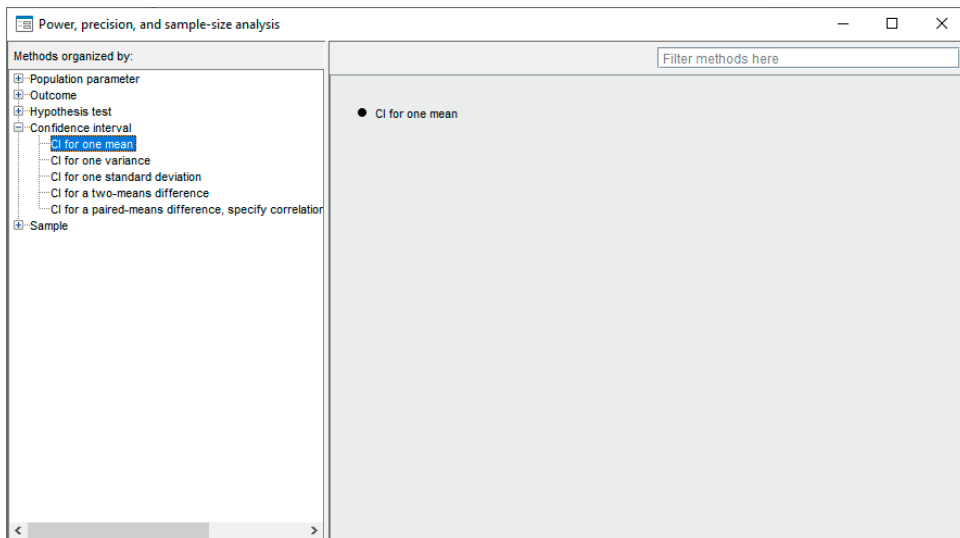 Power, precision, and sample-size analysis
Methods organized by:
Filter methods here
Population parameter
Outcome
Hypothesis test
Confidence interval
CI for one mean
CI for one variance
CI for one standard deviation
CI for a two-means difference
CI for a paired-means difference, specify correlation
Sample
CI for one mean